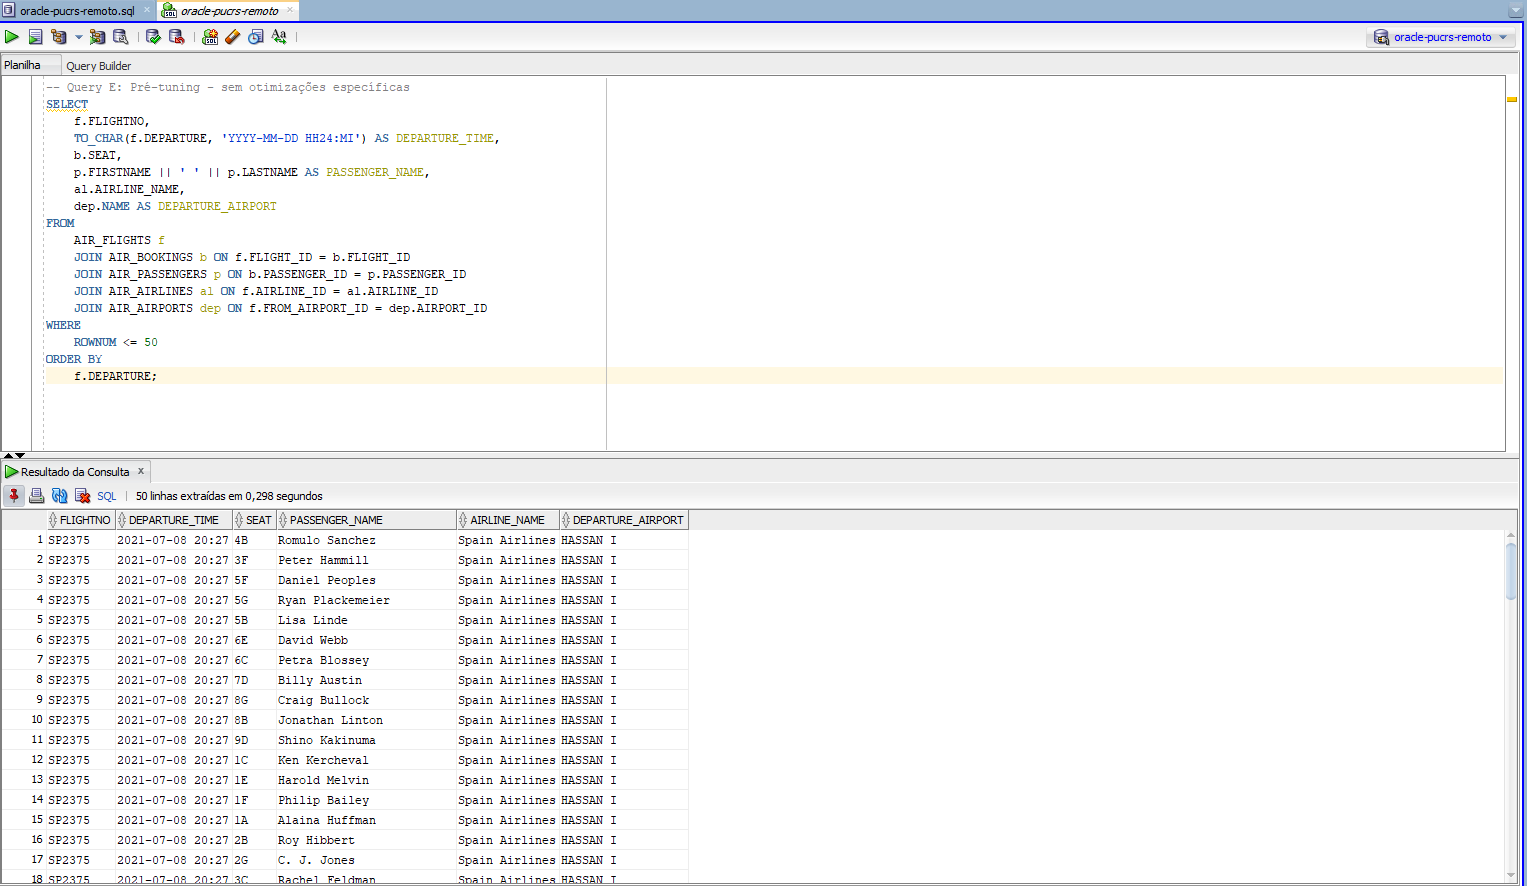 oracle-pucrs-remoto.sql × oracle-pucrs-remoto ×
oracle-pucrs-remoto
Planilha Query Builder
-- Query E: Pré-tuning - sem otimizações específicas
SELECT
f.FLIGHTNO,
TO_CHAR(f.DEPARTURE, 'YYYY-MM-DD HH24:MI') AS DEPARTURE_TIME,
b.SEAT,
p.FIRSTNAME || ' ' || p.LASTNAME AS PASSENGER_NAME,
al.AIRLINE_NAME,
dep.NAME AS DEPARTURE_AIRPORT
FROM
AIR_FLIGHTS f
JOIN AIR_BOOKINGS b ON f.FLIGHT_ID = b.FLIGHT_ID
JOIN AIR_PASSENGERS p ON b.PASSENGER_ID = p.PASSENGER_ID
JOIN AIR_AIRLINES al ON f.AIRLINE_ID = al.AIRLINE_ID
JOIN AIR_AIRPORTS dep ON f.FROM_AIRPORT_ID = dep.AIRPORT_ID
WHERE
ROWNUM <= 50
ORDER BY
f.DEPARTURE;
Resultado da Consulta x
SQL | 50 linhas extraídas em 0,298 segundos
FLIGHTNO DEPARTURE_TIME SEAT PASSENGER_NAME AIRLINE_NAME DEPARTURE_AIRPORT
1 SP2375 2021-07-08 20:27 4B Romulo Sanchez Spain Airlines HASSAN I
2 SP2375 2021-07-08 20:27 3F Peter Hammill Spain Airlines HASSAN I
3 SP2375 2021-07-08 20:27 5F Daniel Peoples Spain Airlines HASSAN I
4 SP2375 2021-07-08 20:27 5G Ryan Plackemeier Spain Airlines HASSAN I
5 SP2375 2021-07-08 20:27 5B Lisa Linde Spain Airlines HASSAN I
6 SP2375 2021-07-08 20:27 6E David Webb Spain Airlines HASSAN I
7 SP2375 2021-07-08 20:27 6C Petra Blossey Spain Airlines HASSAN I
8 SP2375 2021-07-08 20:27 7D Billy Austin Spain Airlines HASSAN I
9 SP2375 2021-07-08 20:27 8G Craig Bullock Spain Airlines HASSAN I
10 SP2375 2021-07-08 20:27 8B Jonathan Linton Spain Airlines HASSAN I
11 SP2375 2021-07-08 20:27 9D Shino Kakinuma Spain Airlines HASSAN I
12 SP2375 2021-07-08 20:27 1C Ken Kercheval Spain Airlines HASSAN I
13 SP2375 2021-07-08 20:27 1E Harold Melvin Spain Airlines HASSAN I
14 SP2375 2021-07-08 20:27 1F Philip Bailey Spain Airlines HASSAN I
15 SP2375 2021-07-08 20:27 1A Alaina Huffman Spain Airlines HASSAN I
16 SP2375 2021-07-08 20:27 2B Roy Hibbert Spain Airlines HASSAN I
17 SP2375 2021-07-08 20:27 2G C. J. Jones Spain Airlines HASSAN I
18 SP2375 2021-07-08 20:27 3C Rachel Feldman Spain Airlines HASSAN I